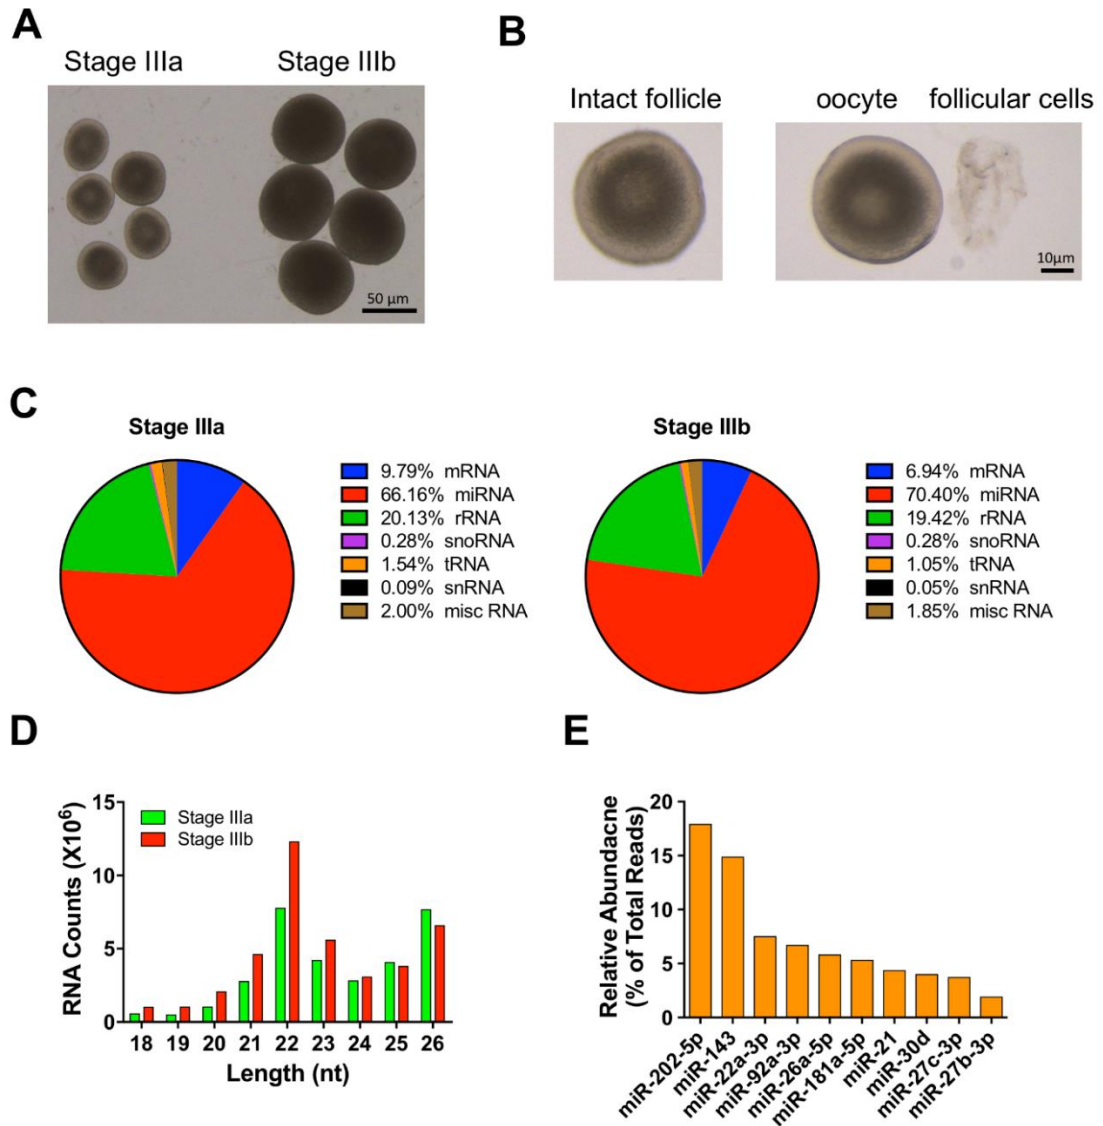 A
Stage IIIa Stage IIIb
50 µm
B
Intact follicle oocyte follicular cells
10µm
C
Stage IIIa
9.79% mRNA
66.16% miRNA
20.13% rRNA
0.28% snoRNA
1.54% tRNA
0.09% snRNA
2.00% misc RNA
Stage IIIb
6.94% mRNA
70.40% miRNA
19.42% rRNA
0.28% snoRNA
1.05% tRNA
0.05% snRNA
1.85% misc RNA
D
RNA Counts (X10⁶)
15
10
5
0
Stage IIIa
Stage IIIb
18 19 20 21 22 23 24 25 26
Length (nt)
E
Relative Abundacne
(% of Total Reads)
20
15
10
5
0
miR-202-5p
miR-143
miR-22a-3p
miR-92a-3p
miR-26a-5p
miR-181a-5p
miR-21
miR-30d
miR-27c-3p
miR-27b-3p